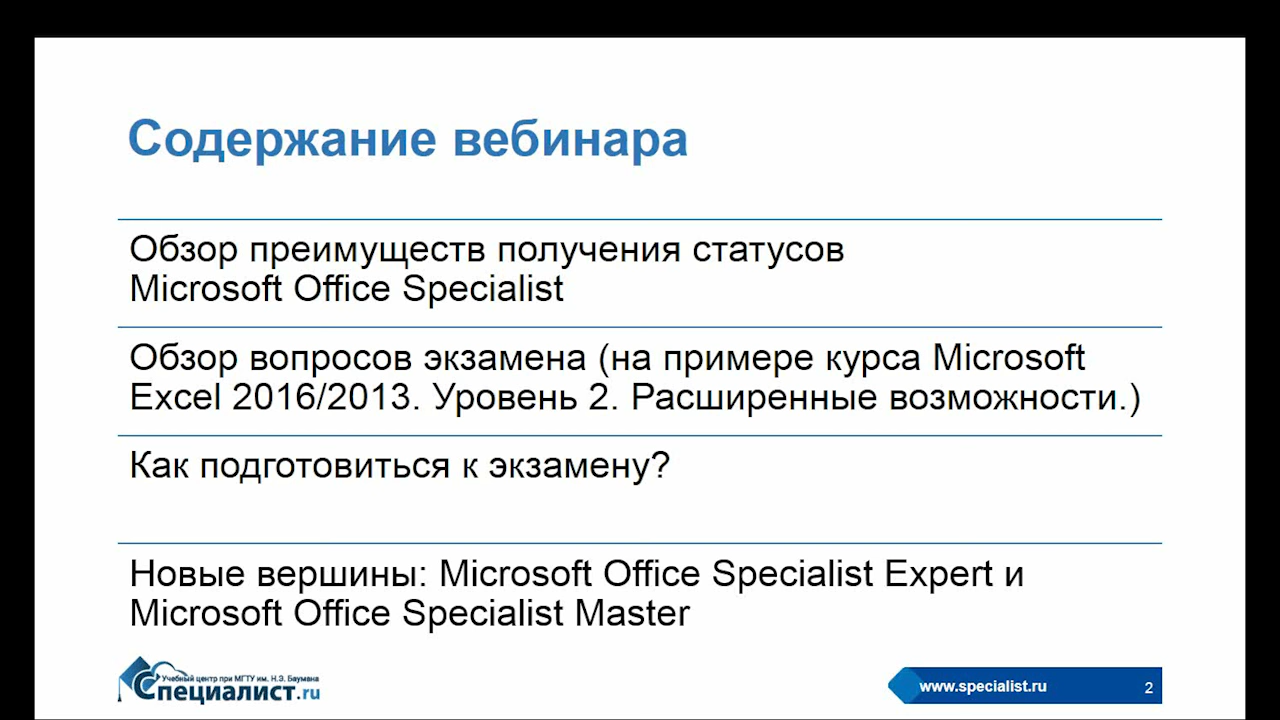 Содержание вебинара
Обзор преимуществ получения статусов
Microsoft Office Specialist
Обзор вопросов экзамена (на примере курса Microsoft
Excel 2016/2013. Уровень 2. Расширенные возможности.)
Как подготовиться к экзамену?
Новые вершины: Microsoft Office Specialist Expert и
Microsoft Office Specialist Master
Учебный центр при МГТУ им. Н.Э. Баумана
Специалист.ru
www.specialist.ru
2